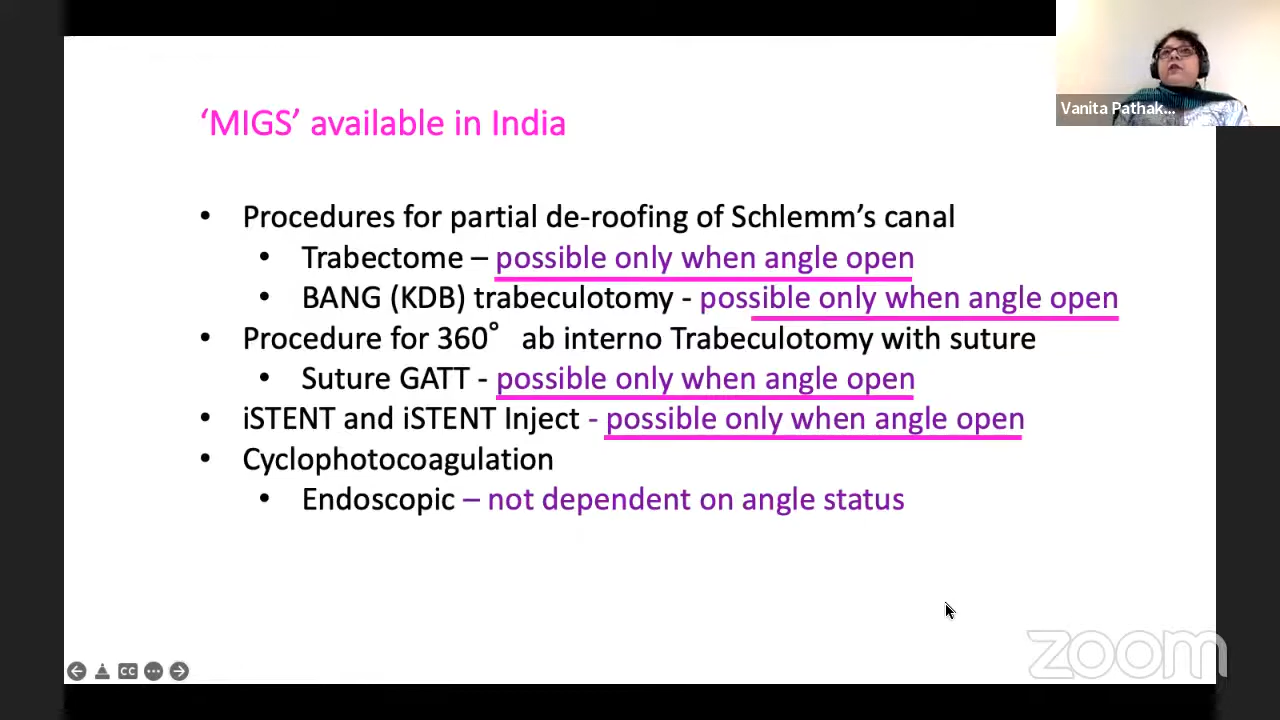 Vanita Pathak...
‘MIGS’ available in India
• Procedures for partial de-roofing of Schlemm’s canal
• Trabectome – possible only when angle open
• BANG (KDB) trabeculotomy - possible only when angle open
• Procedure for 360° ab interno Trabeculotomy with suture
• Suture GATT - possible only when angle open
• iSTENT and iSTENT Inject - possible only when angle open
• Cyclophotocoagulation
• Endoscopic – not dependent on angle status
CC
zoom